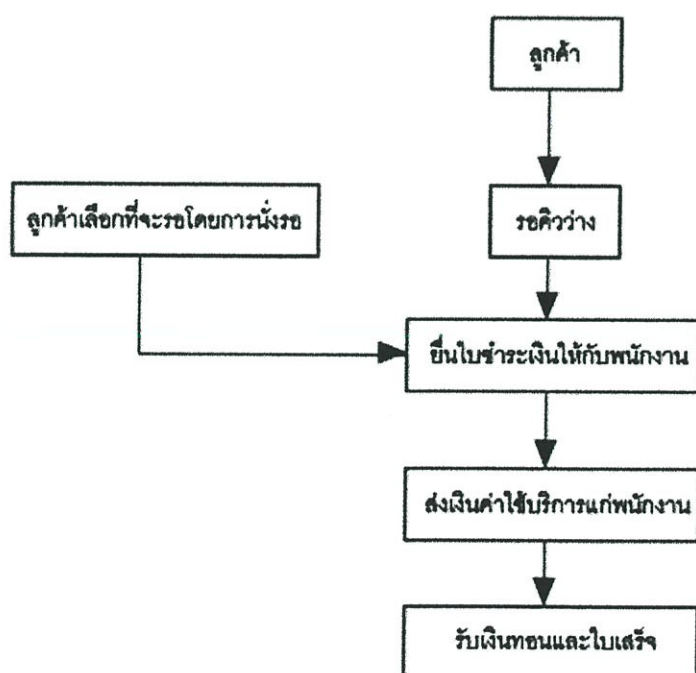 ลูกค้า
ลูกค้าเลือกที่จะรอโดยการนั่งรอ
รอคิวว่าง
ยื่นใบชำระเงินให้กับพนักงาน
ส่งเงินค่าใช้บริการแก่พนักงาน
รับเงินทอนและใบเสร็จ